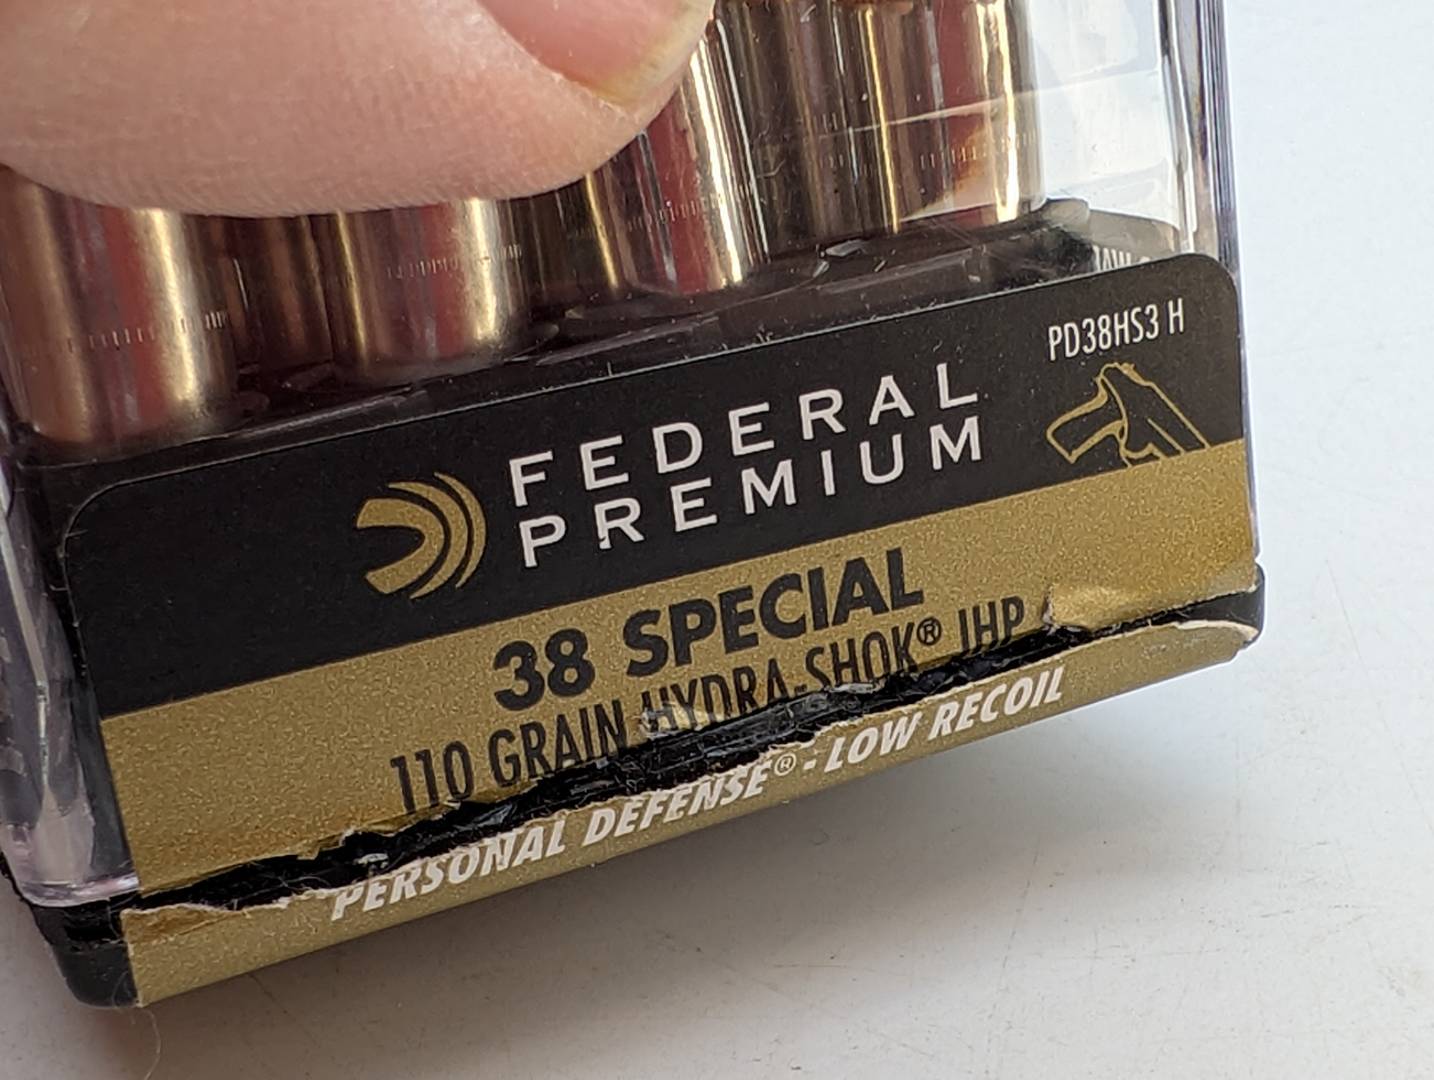 PD38HS3 H
FEDERAL
PREMIUM
38 SPECIAL
110 GRAIN HYDRA-SHOK® JHP
PERSONAL DEFENSE® - LOW RECOIL